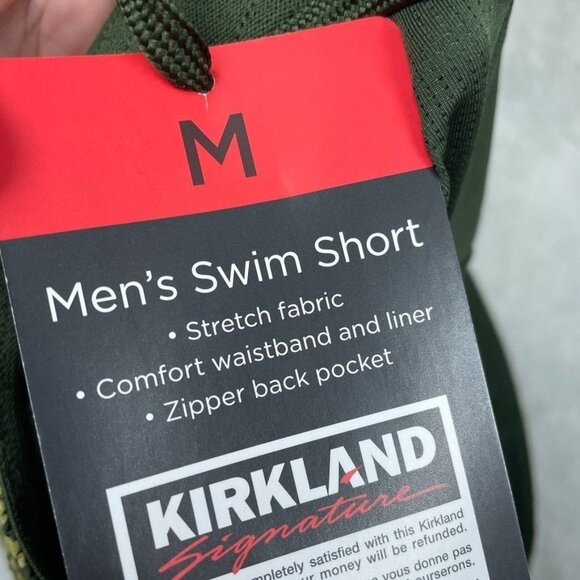 M
Men's Swim Short
• Stretch fabric
• Comfort waistband and liner
• Zipper back pocket
KIRKLAND
Signature
completely satisfied with this Kirkland
your money will be refunded.
vous donne pas